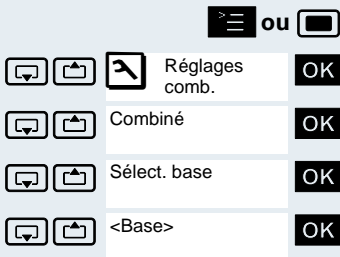 ou
Réglages
comb.
OK
Combiné
OK
Sélect. base
OK
<Base>
OK